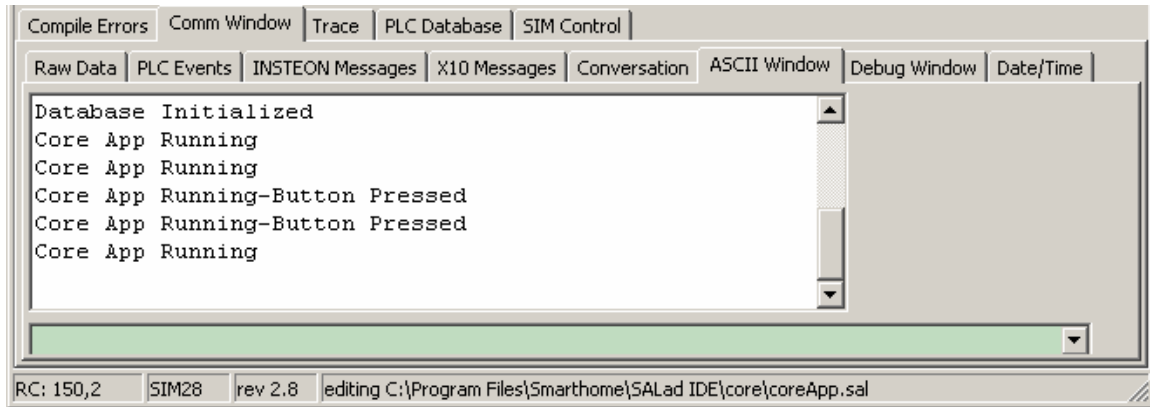 Compile Errors Comm Window Trace PLC Database SIM Control
Raw Data PLC Events INSTEON Messages X10 Messages Conversation ASCII Window Debug Window Date/Time
Database Initialized
Core App Running
Core App Running
Core App Running-Button Pressed
Core App Running-Button Pressed
Core App Running
RC: 150,2 SIM28 rev 2.8 editing C:\Program Files\Smarthome\SALad IDE\core\coreApp.sal